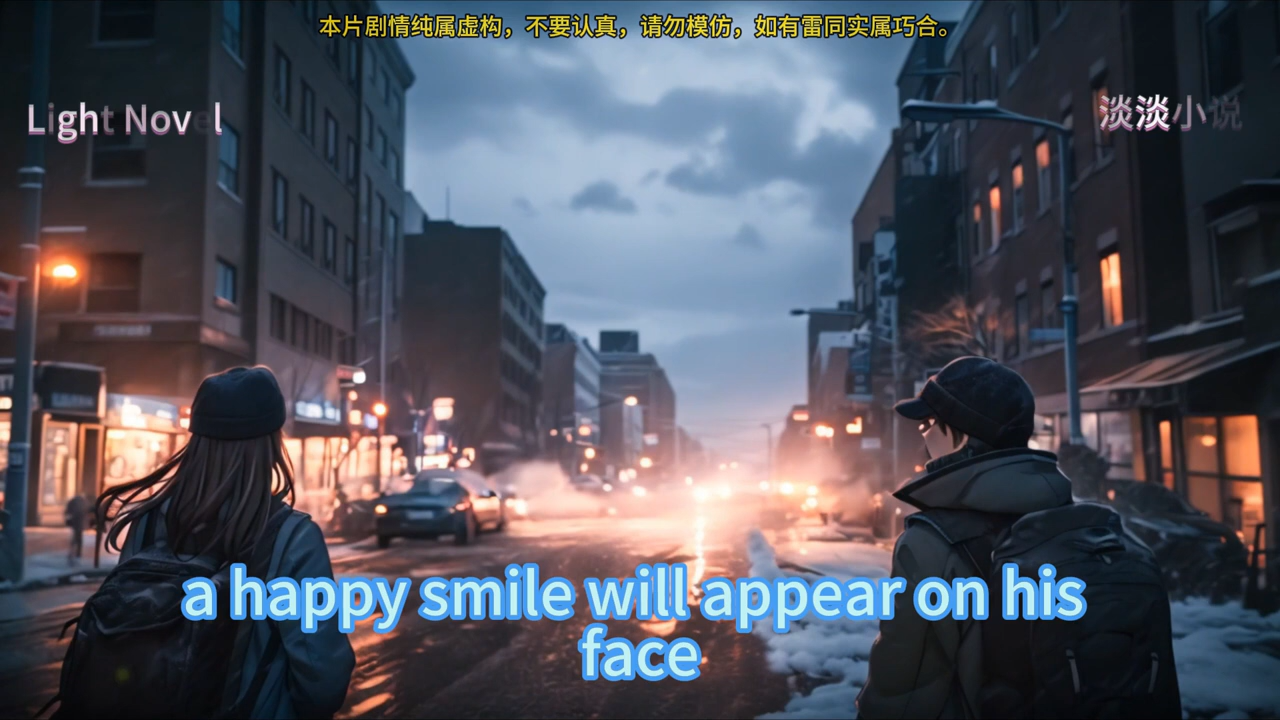 本片剧情纯属虚构，不要认真，请勿模仿，如有雷同实属巧合。
Light Novel
淡淡小说
a happy smile will appear on his
face